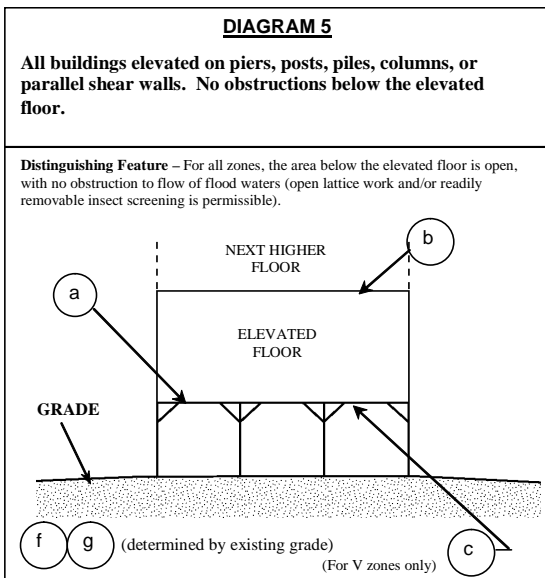 DIAGRAM 5
All buildings elevated on piers, posts, piles, columns, or
parallel shear walls.  No obstructions below the elevated
floor.
Distinguishing Feature – For all zones, the area below the elevated floor is open,
with no obstruction to flow of flood waters (open lattice work and/or readily
removable insect screening is permissible).
NEXT HIGHER
FLOOR
b
a
ELEVATED
FLOOR
GRADE
f g (determined by existing grade)
(For V zones only) c